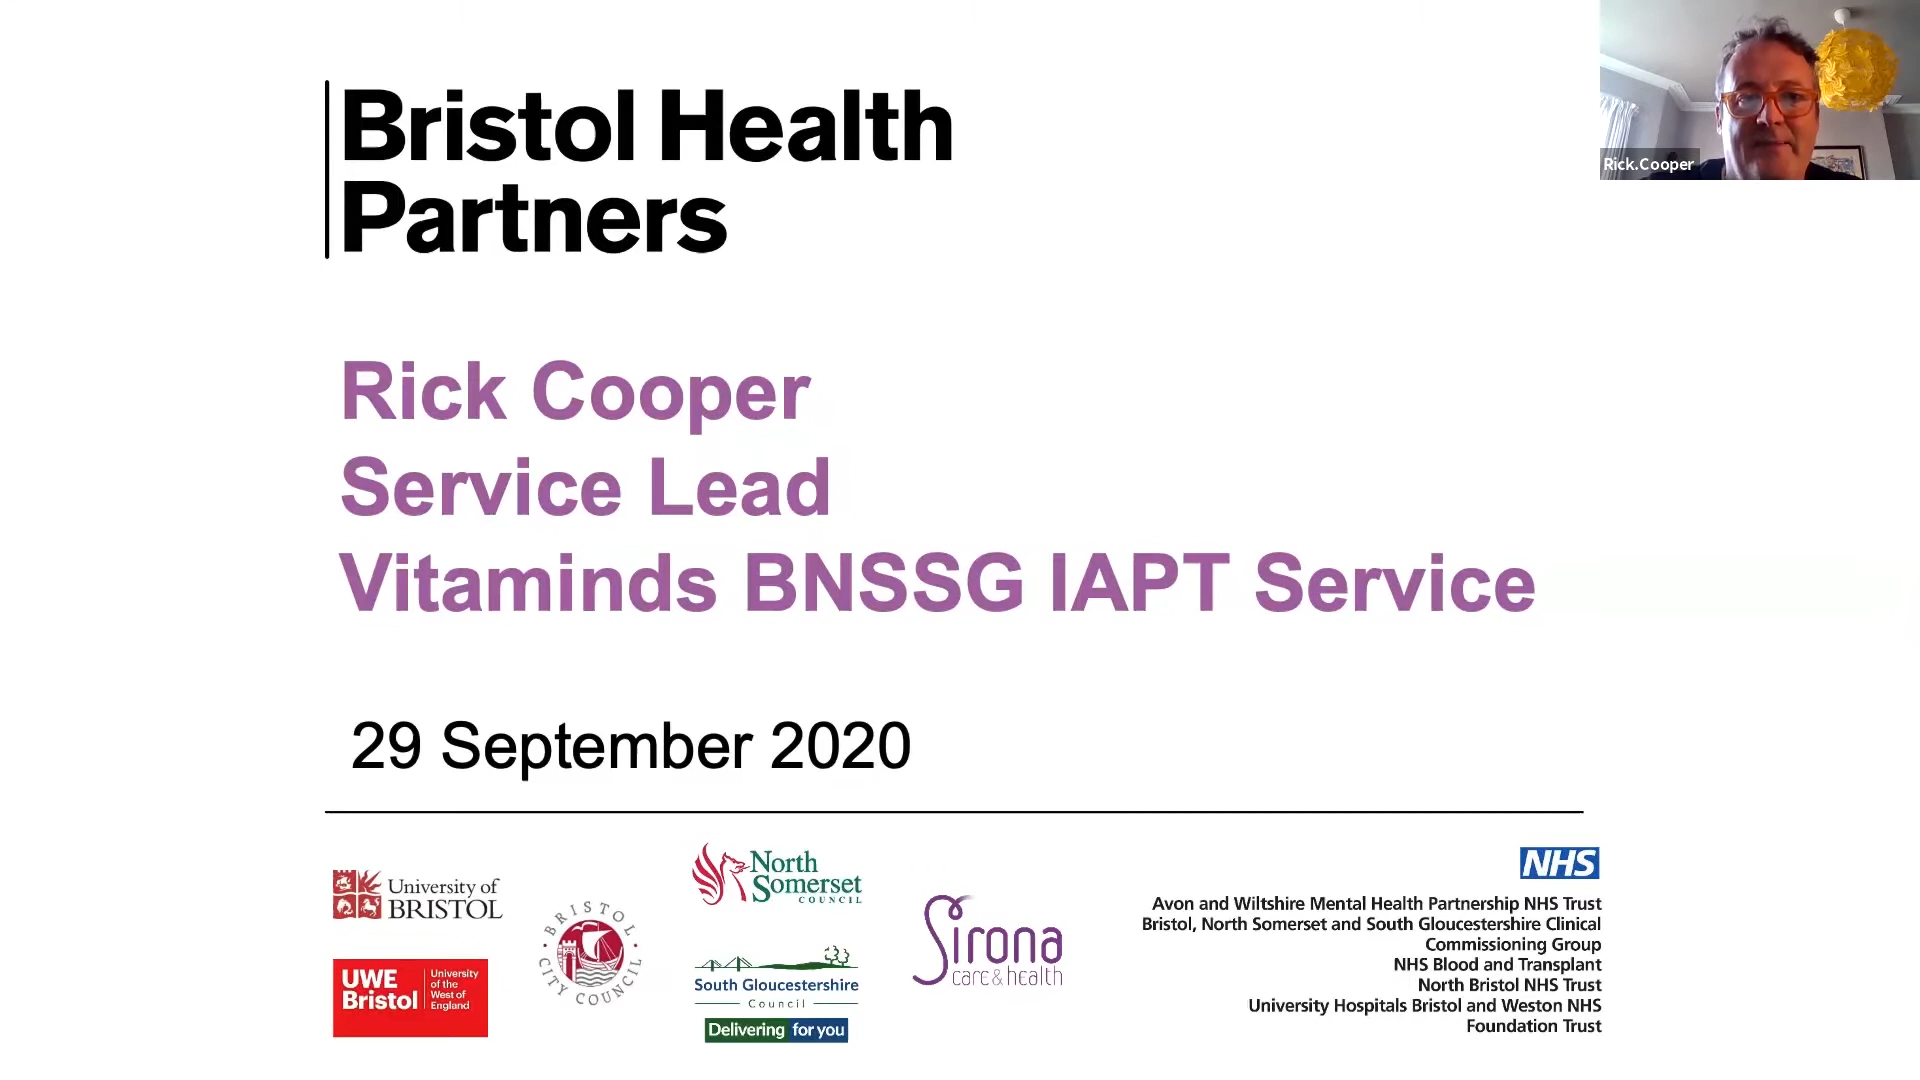 Bristol Health
Partners
Rick.Cooper
Rick Cooper
Service Lead
Vitaminds BNSSG IAPT Service
29 September 2020
University of
BRISTOL
UWE
Bristol
University
of the
West of
England
BRISTOL
CITY COUNCIL
North
Somerset
COUNCIL
South Gloucestershire
Council
Delivering for you
Sirona
care & health
NHS
Avon and Wiltshire Mental Health Partnership NHS Trust
Bristol, North Somerset and South Gloucestershire Clinical
Commissioning Group
NHS Blood and Transplant
North Bristol NHS Trust
University Hospitals Bristol and Weston NHS
Foundation Trust